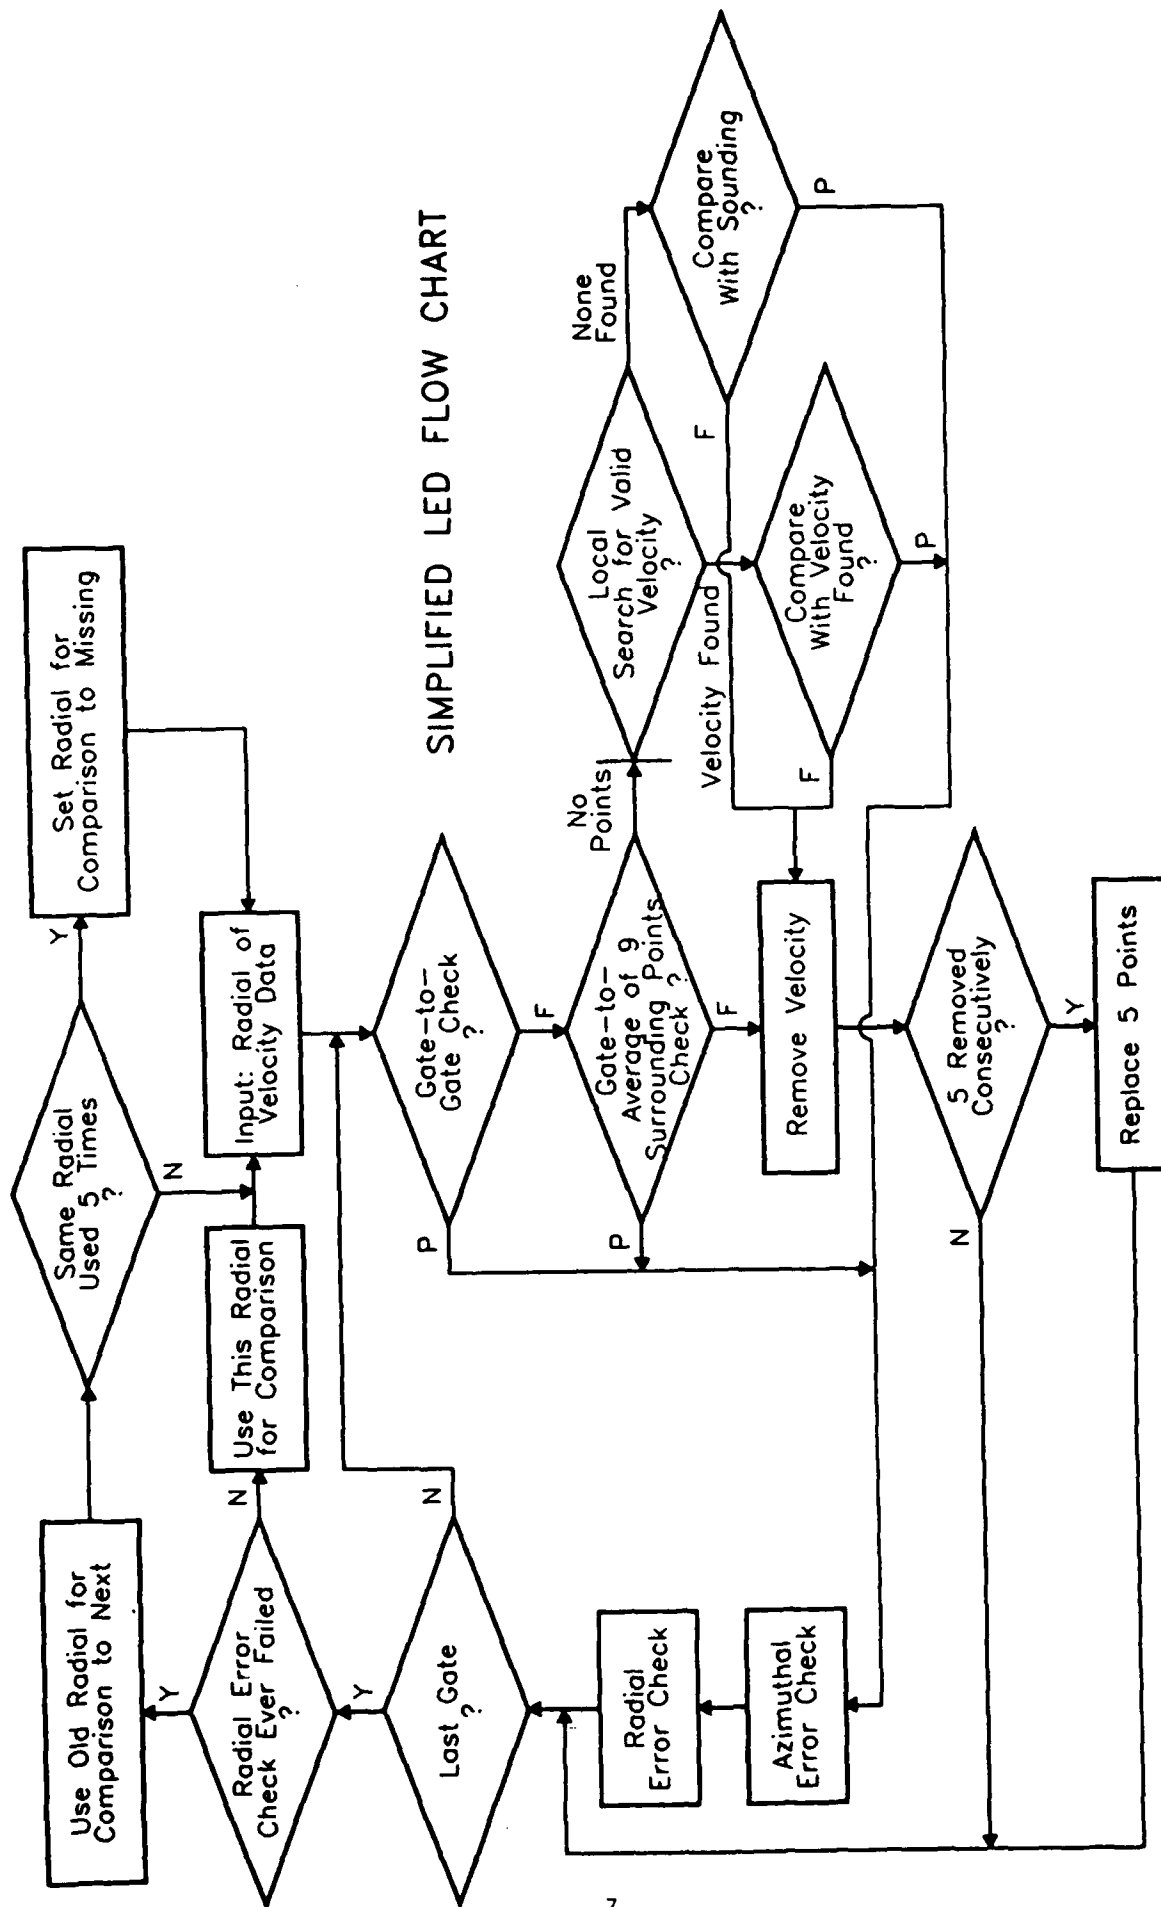 SIMPLIFIED LED FLOW CHART
Use Old Radial for
Comparison to Next
Same Radial
Used 5 Times
?
Y
Set Radial for
Comparison to Missing
N
Y
Radial Error
Check Ever Failed
?
N
Use This Radial
for Comparison
Input: Radial of
Velocity Data
Y
Last Gate
?
N
P
Gate-to-
Gate Check
?
F
Radial
Error Check
P
Gate-to-
Average of 9
Surrounding Points
Check ?
No
Points
F
Local
Search for Valid
Velocity
?
None
Found
Velocity Found
F
Compare
With Sounding
?
P
Azimuthal
Error Check
Remove Velocity
F
Compare
With Velocity
Found
?
P
N
5 Removed
Consecutively
?
Y
Replace 5 Points
7